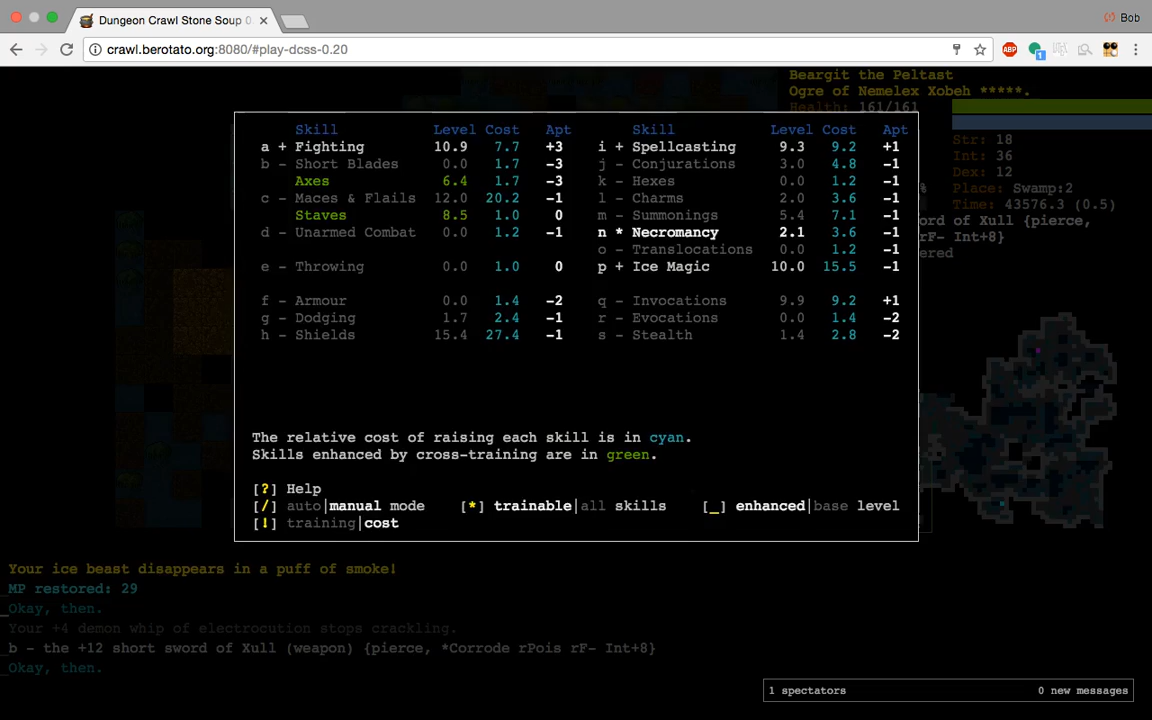 Dungeon Crawl Stone Soup 0.
Bob
crawl.berotato.org:8080/#play-dcss-0.20
ABP
1
Beargit the Peltast
Ogre of Nemelex Xobeh *****.
Health: 161/161
Str: 18
Int: 36
Dex: 12
Place: Swamp:2
Time: 43576.3 (0.5)
ord of Xull {pierce,
rF- Int+8}
ered
Skill Level Cost Apt Skill Level Cost Apt
a + Fighting 10.9 7.7 +3 i + Spellcasting 9.3 9.2 +1
b - Short Blades 0.0 1.7 -3 j - Conjurations 3.0 4.8 -1
Axes 6.4 1.7 -3 k - Hexes 0.0 1.2 -1
c - Maces & Flails 12.0 20.2 -1 l - Charms 2.0 3.6 -1
Staves 8.5 1.0 0 m - Summonings 5.4 7.1 -1
d - Unarmed Combat 0.0 1.2 -1 n * Necromancy 2.1 3.6 -1
o - Translocations 0.0 1.2 -1
e - Throwing 0.0 1.0 0 p + Ice Magic 10.0 15.5 -1
f - Armour 0.0 1.4 -2 q - Invocations 9.9 9.2 +1
g - Dodging 1.7 2.4 -1 r - Evocations 0.0 1.4 -2
h - Shields 15.4 27.4 -1 s - Stealth 1.4 2.8 -2
The relative cost of raising each skill is in cyan.
Skills enhanced by cross-training are in green.
[?] Help
[/] auto|manual mode [*] trainable|all skills [_] enhanced|base level
[!] training|cost
Your ice beast disappears in a puff of smoke!
_MP restored: 29
_Okay, then.
Your +4 demon whip of electrocution stops crackling.
_b - the +12 short sword of Xull (weapon) {pierce, *Corrode rPois rF- Int+8}
_Okay, then.
1 spectators 0 new messages